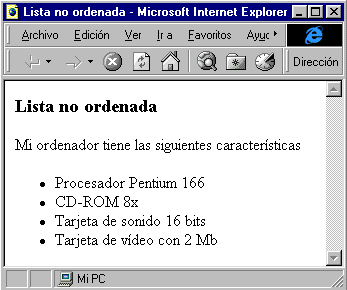 Lista no ordenada - Microsoft Internet Explorer
Archivo Edición Ver Ir a Favoritos Ayuc
Dirección
Lista no ordenada
Mi ordenador tiene las siguientes características
Procesador Pentium 166
CD-ROM 8x
Tarjeta de sonido 16 bits
Tarjeta de vídeo con 2 Mb
Mi PC